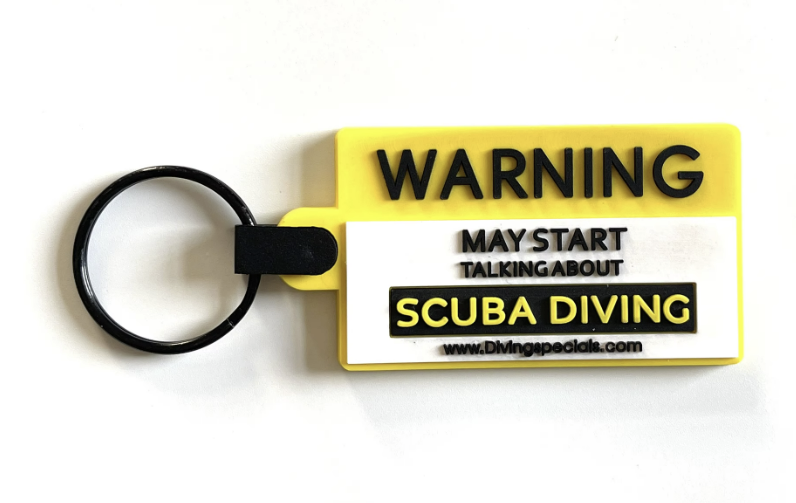 WARNING
MAY START
TALKING ABOUT
SCUBA DIVING
www.Divingspecials.com